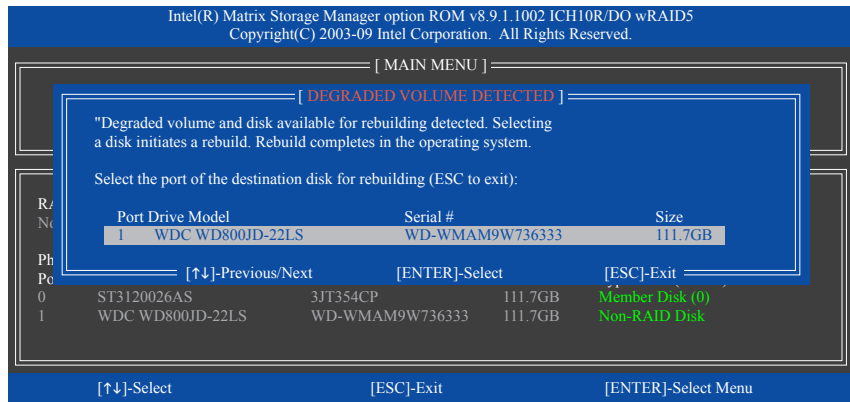 Intel(R) Matrix Storage Manager option ROM v8.9.1.1002 ICH10R/DO wRAID5
Copyright(C) 2003-09 Intel Corporation. All Rights Reserved.
[ MAIN MENU ]
[ DEGRADED VOLUME DETECTED ]
"Degraded volume and disk available for rebuilding detected. Selecting
a disk initiates a rebuild. Rebuild completes in the operating system.
Select the port of the destination disk for rebuilding (ESC to exit):
Port Drive Model Serial # Size
1 WDC WD800JD-22LS WD-WMAM9W736333 111.7GB
[↑↓]-Previous/Next [ENTER]-Select [ESC]-Exit
0 ST3120026AS 3JT354CP 111.7GB Member Disk (0)
1 WDC WD800JD-22LS WD-WMAM9W736333 111.7GB Non-RAID Disk
[↑↓]-Select [ESC]-Exit [ENTER]-Select Menu